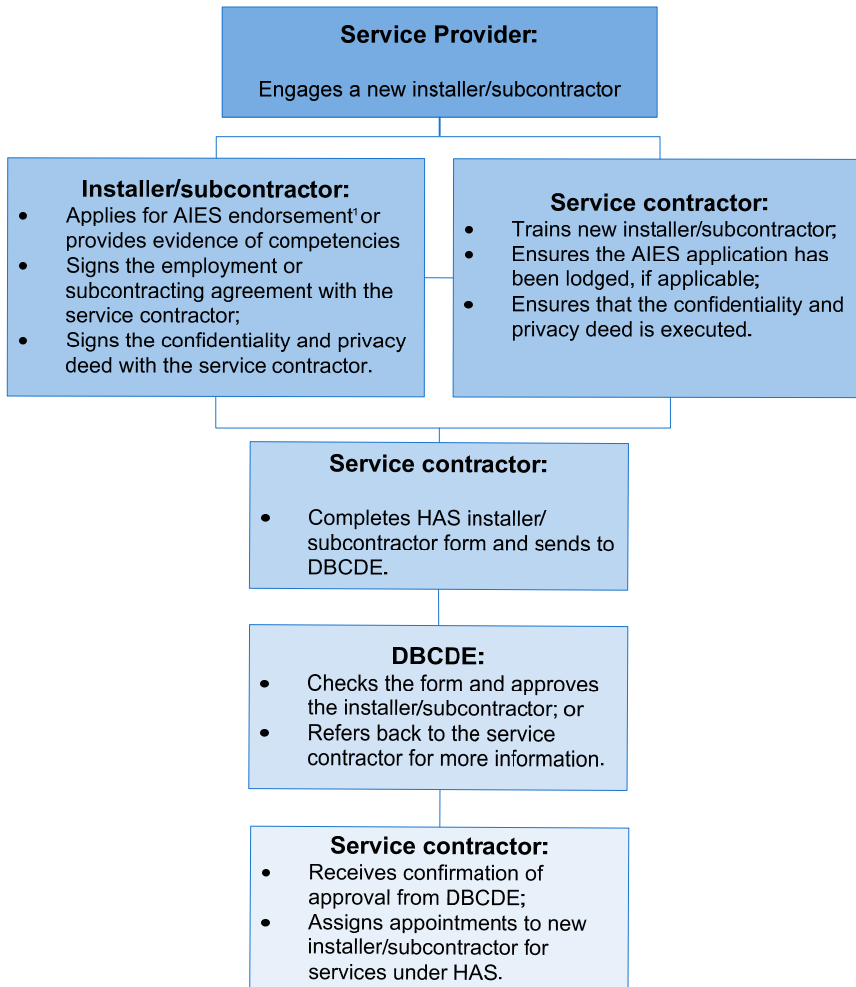 Service Provider:
Engages a new installer/subcontractor
Installer/subcontractor:
• Applies for AIES endorsement¹ or
provides evidence of competencies
• Signs the employment or
subcontracting agreement with the
service contractor;
• Signs the confidentiality and privacy
deed with the service contractor.
Service contractor:
• Trains new installer/subcontractor;
• Ensures the AIES application has
been lodged, if applicable;
• Ensures that the confidentiality and
privacy deed is executed.
Service contractor:
• Completes HAS installer/
subcontractor form and sends to
DBCDE.
DBCDE:
• Checks the form and approves
the installer/subcontractor; or
• Refers back to the service
contractor for more information.
Service contractor:
• Receives confirmation of
approval from DBCDE;
• Assigns appointments to new
installer/subcontractor for
services under HAS.